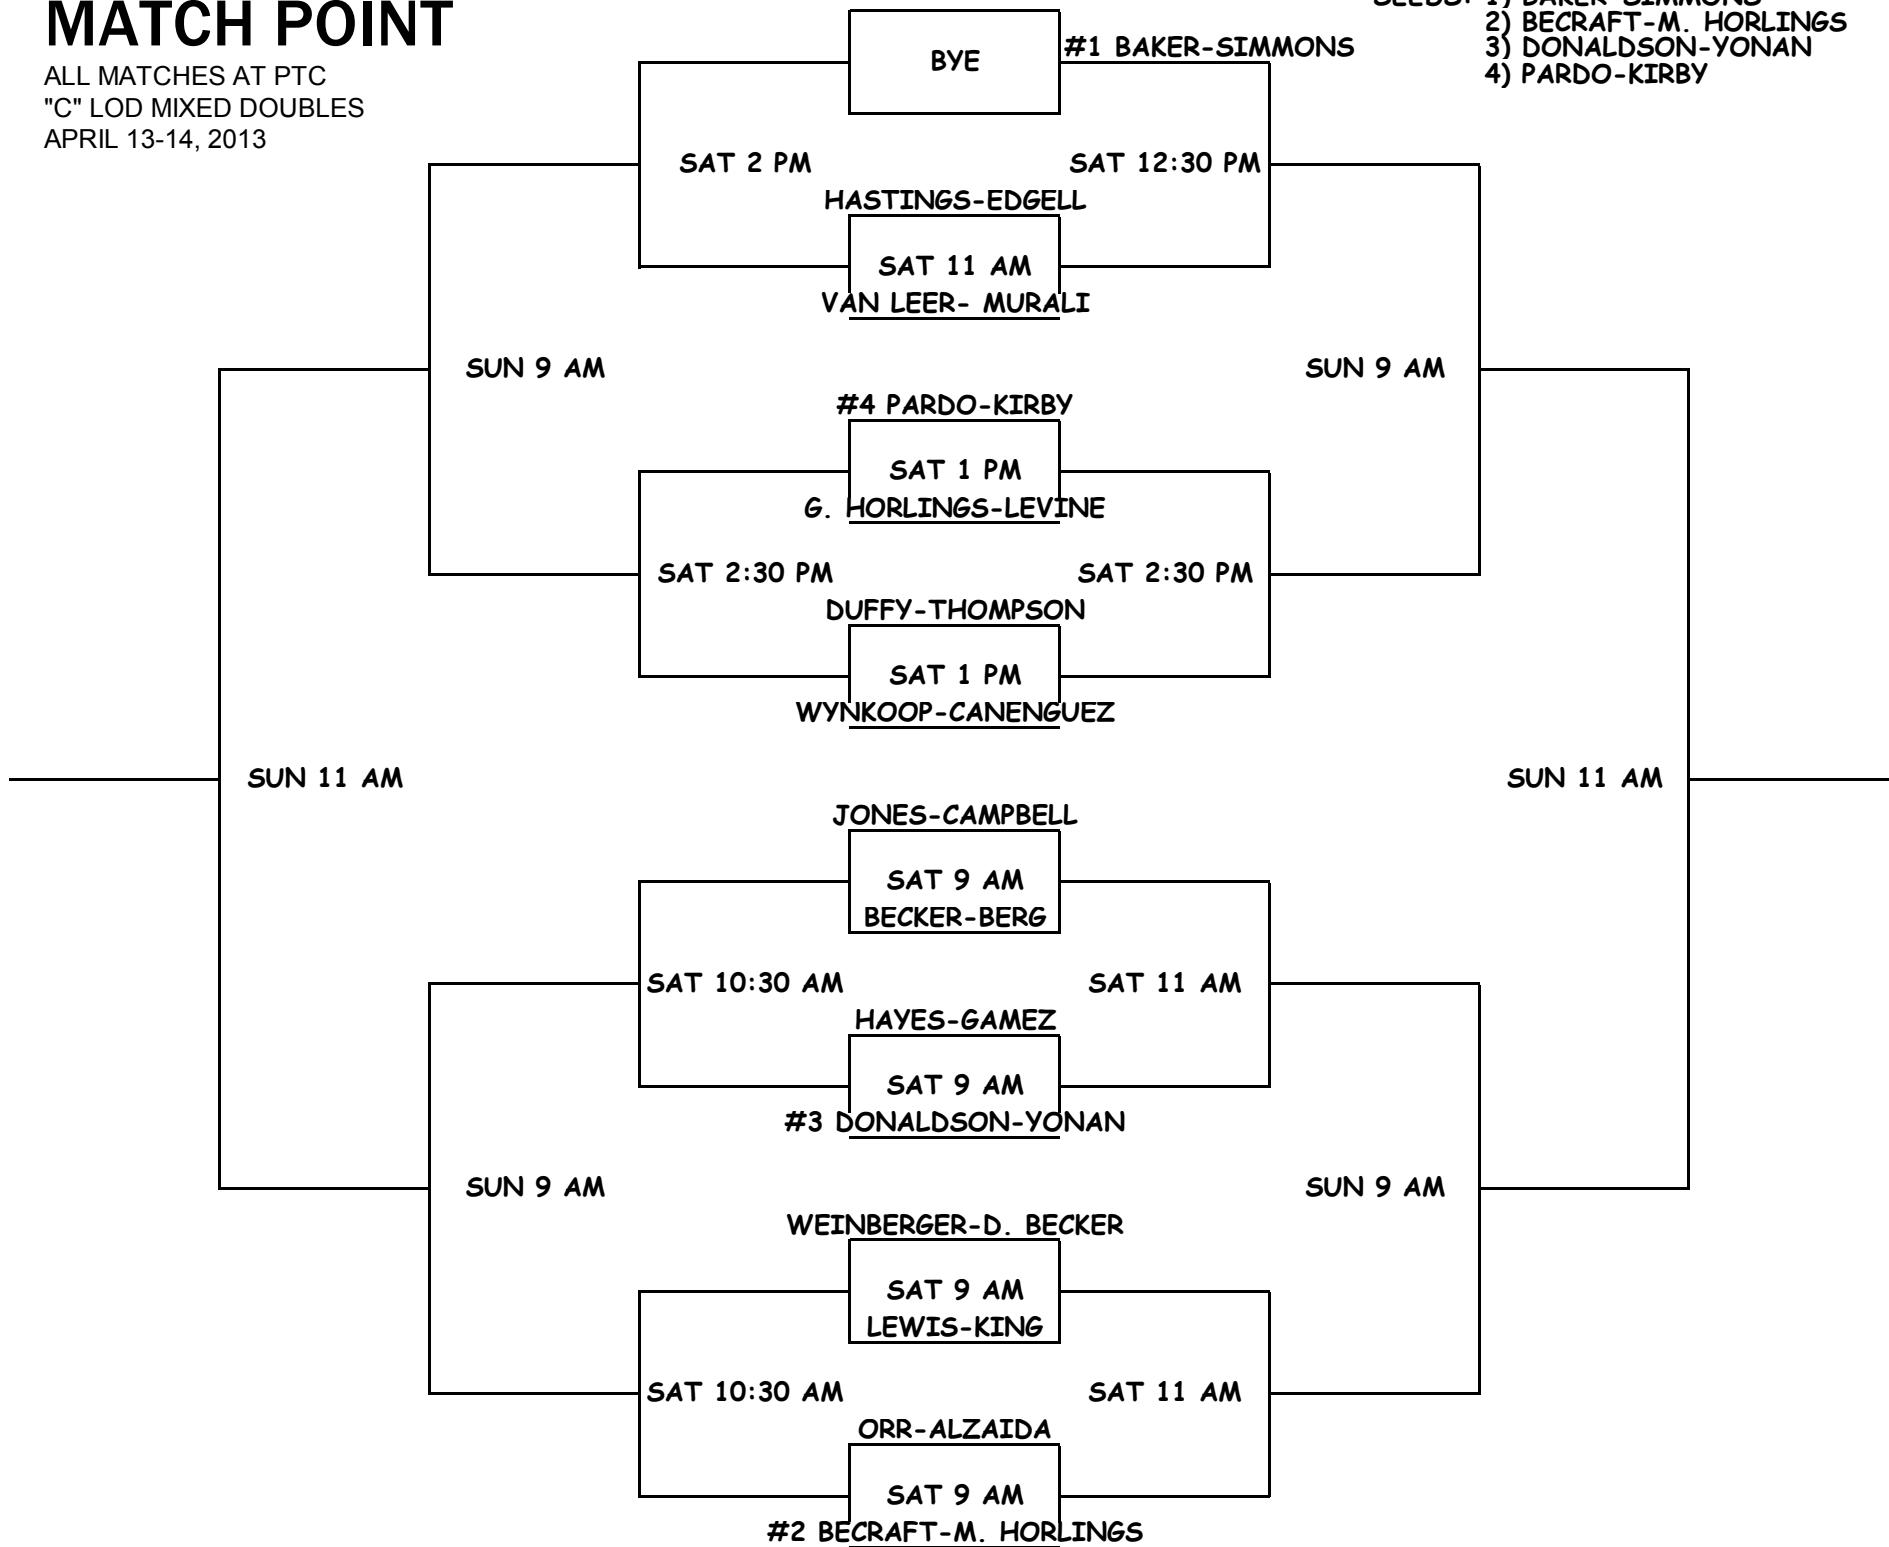 MATCH POINT
ALL MATCHES AT PTC
"C" LOD MIXED DOUBLES
APRIL 13-14, 2013
SEEDS: 1) BAKER-SIMMONS
2) BECRAFT-M. HORLINGS
3) DONALDSON-YONAN
4) PARDO-KIRBY
BYE
#1 BAKER-SIMMONS
SAT 2 PM
SAT 12:30 PM
HASTINGS-EDGELL
SAT 11 AM
VAN LEER- MURALI
SUN 9 AM
SUN 9 AM
#4 PARDO-KIRBY
SAT 1 PM
G. HORLINGS-LEVINE
SAT 2:30 PM
SAT 2:30 PM
DUFFY-THOMPSON
SAT 1 PM
WYNKOOP-CANENGUEZ
SUN 11 AM
SUN 11 AM
JONES-CAMPBELL
SAT 9 AM
BECKER-BERG
SAT 10:30 AM
SAT 11 AM
HAYES-GAMEZ
SAT 9 AM
#3 DONALDSON-YONAN
SUN 9 AM
SUN 9 AM
WEINBERGER-D. BECKER
SAT 9 AM
LEWIS-KING
SAT 10:30 AM
SAT 11 AM
ORR-ALZAIDA
SAT 9 AM
#2 BECRAFT-M. HORLINGS